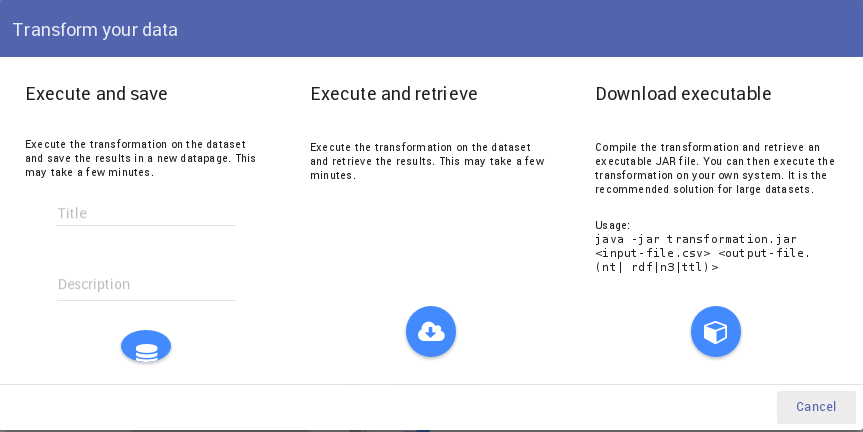 Transform your data
Execute and save
Execute the transformation on the dataset
and save the results in a new datapage. This
may take a few minutes.
Title
Description
Execute and retrieve
Execute the transformation on the dataset
and retrieve the results. This may take a few
minutes.
Download executable
Compile the transformation and retrieve an
executable JAR file. You can then execute the
transformation on your own system. It is the
recommended solution for large datasets.
Usage:
java -jar transformation.jar
<input-file.csv> <output-file.
(nt| rdf|n3|ttl)>
Cancel